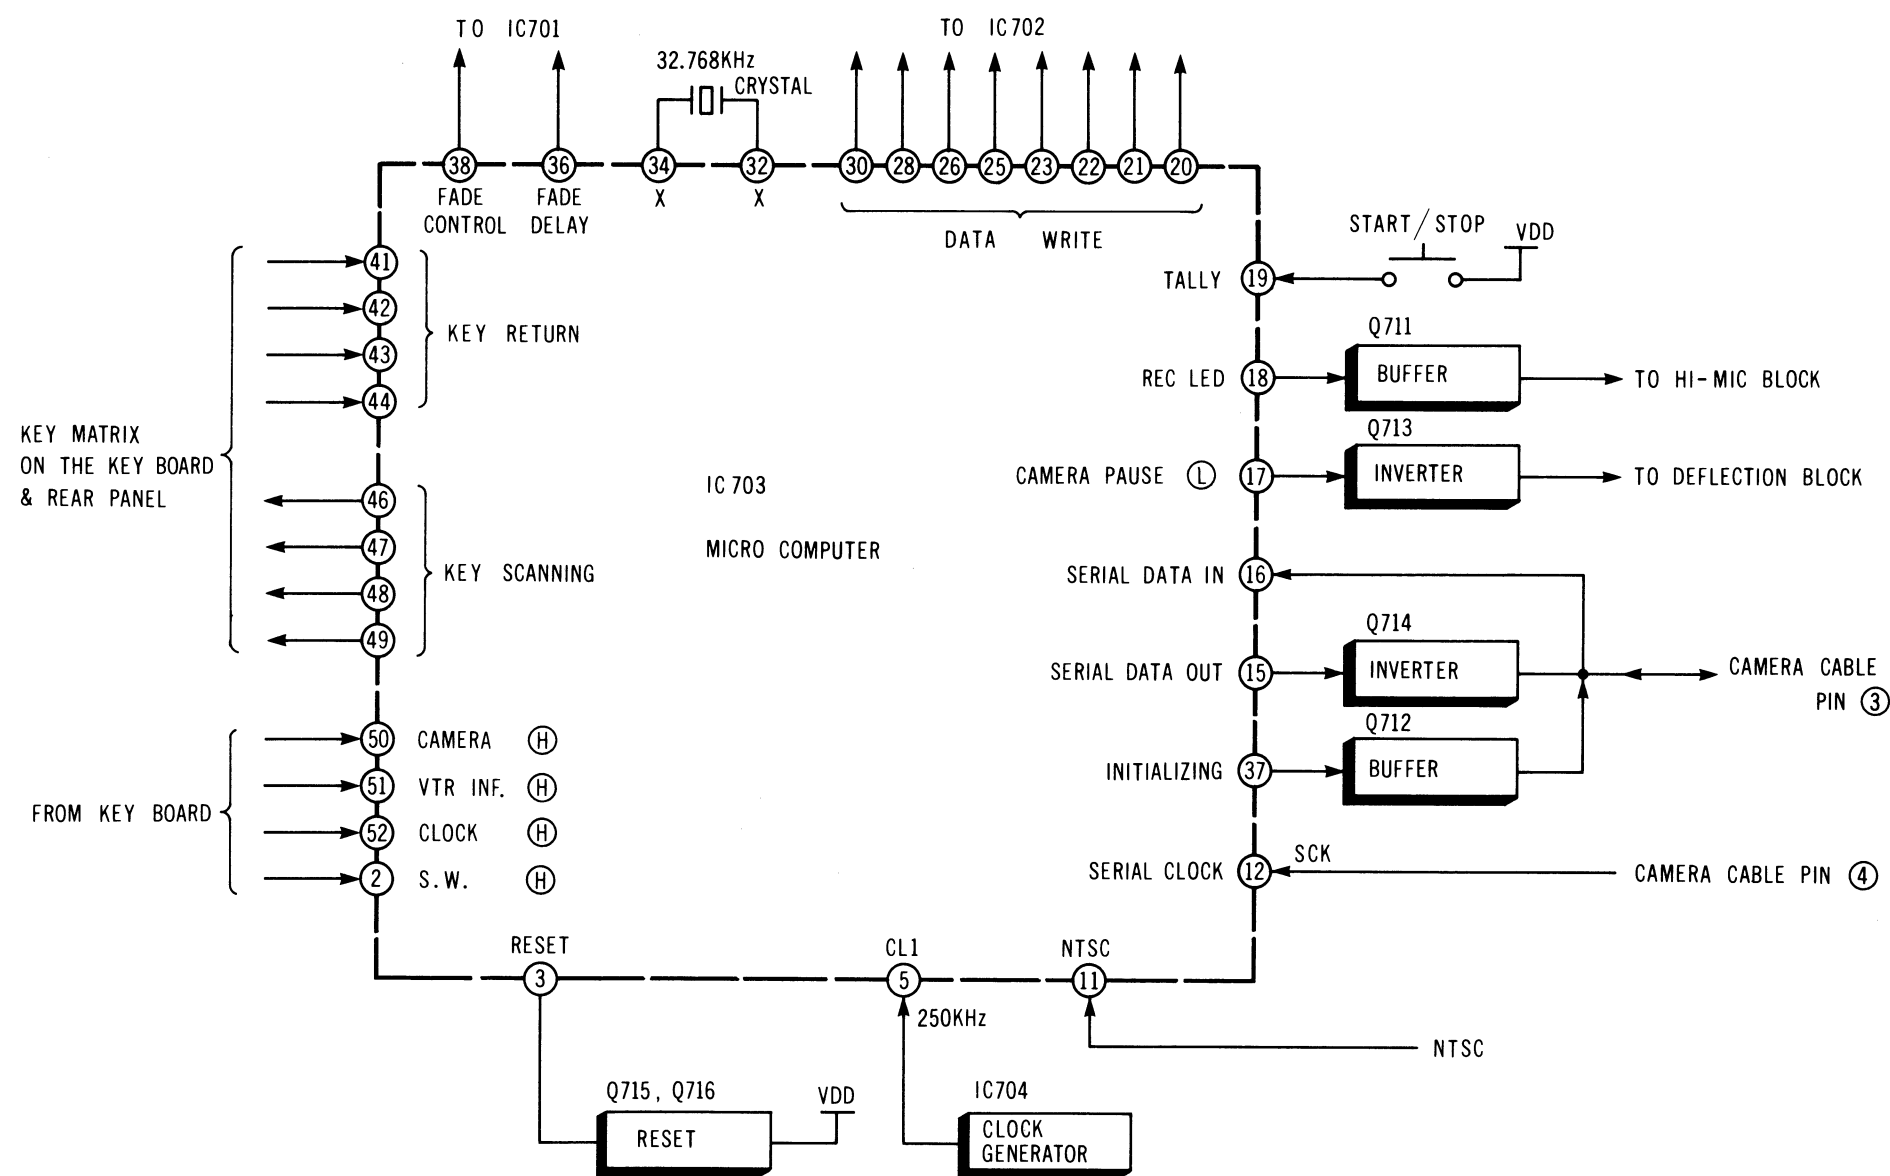 TO IC701
TO IC702
32.768KHz
CRYSTAL
38
36
34
32
30
28
26
25
23
22
21
20
FADE
CONTROL
FADE
DELAY
X
X
DATA WRITE
START/STOP
VDD
TALLY
19
41
42
43
44
KEY RETURN
Q711
REC LED
18
BUFFER
TO HI-MIC BLOCK
KEY MATRIX
ON THE KEY BOARD
& REAR PANEL
Q713
CAMERA PAUSE L
17
INVERTER
TO DEFLECTION BLOCK
46
47
48
49
KEY SCANNING
IC703
MICRO COMPUTER
SERIAL DATA IN
16
Q714
SERIAL DATA OUT
15
INVERTER
CAMERA CABLE
PIN 3
Q712
INITIALIZING
37
BUFFER
FROM KEY BOARD
50 CAMERA H
51 VTR INF. H
52 CLOCK H
2 S.W. H
SERIAL CLOCK
12
SCK
CAMERA CABLE PIN 4
RESET
3
CL1
5
250KHz
NTSC
11
NTSC
Q715, Q716
RESET
VDD
IC704
CLOCK
GENERATOR